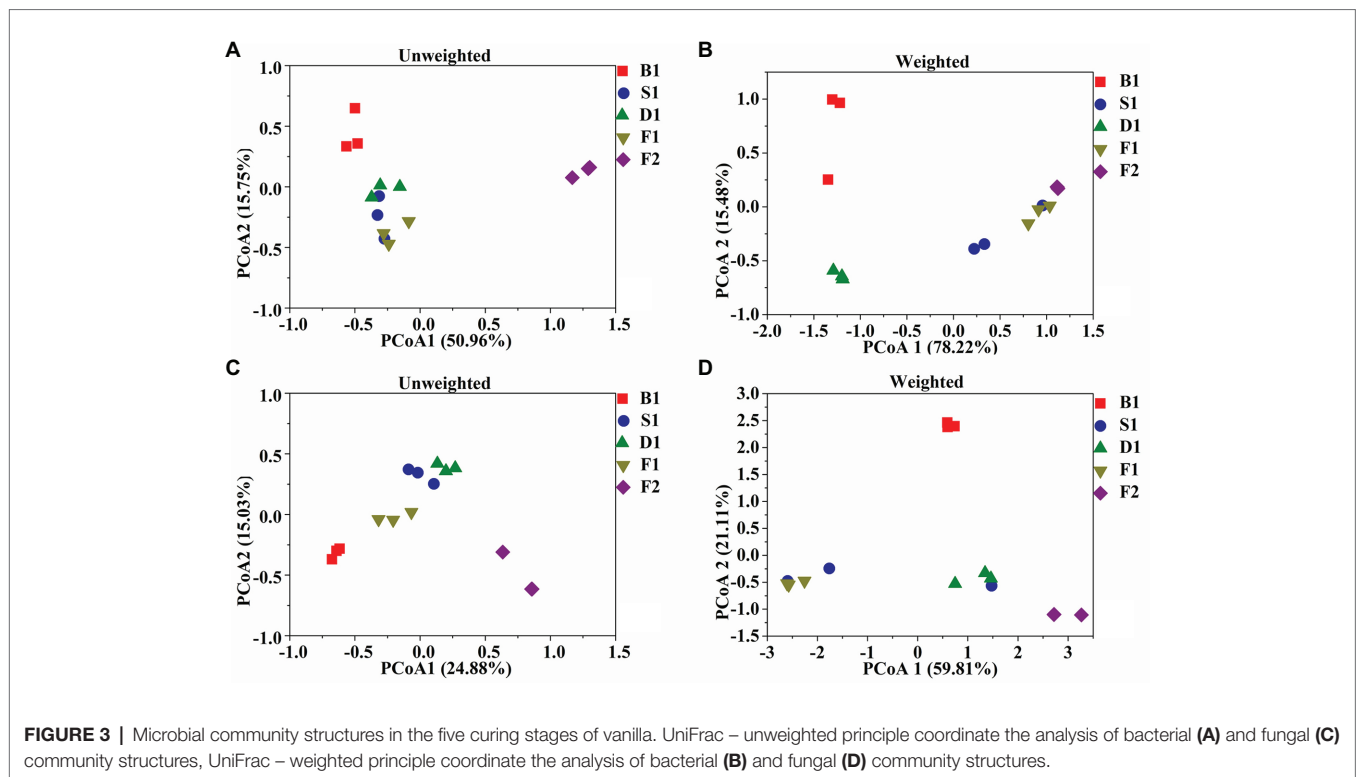 A
Unweighted
1.0
0.5
0.0
-0.5
-1.0
PCoA2 (15.75%)
-1.0 -0.5 0.0 0.5 1.0 1.5
PCoA1 (50.96%)
B1
S1
D1
F1
F2
B
Weighted
1.0
0.5
0.0
-0.5
-1.0
PCoA 2 (15.48%)
-2.0 -1.5 -1.0 -0.5 0.0 0.5 1.0 1.5
PCoA 1 (78.22%)
B1
S1
D1
F1
F2
C
Unweighted
1.0
0.5
0.0
-0.5
-1.0
PCoA2 (15.03%)
-1.0 -0.5 0.0 0.5 1.0 1.5
PCoA1 (24.88%)
B1
S1
D1
F1
F2
D
Weighted
3.0
2.5
2.0
1.5
1.0
0.5
0.0
-0.5
-1.0
-1.5
PCoA 2 (21.11%)
-3 -2 -1 0 1 2 3
PCoA 1 (59.81%)
B1
S1
D1
F1
F2
FIGURE 3 | Microbial community structures in the five curing stages of vanilla. UniFrac – unweighted principle coordinate the analysis of bacterial (A) and fungal (C)
community structures, UniFrac – weighted principle coordinate the analysis of bacterial (B) and fungal (D) community structures.